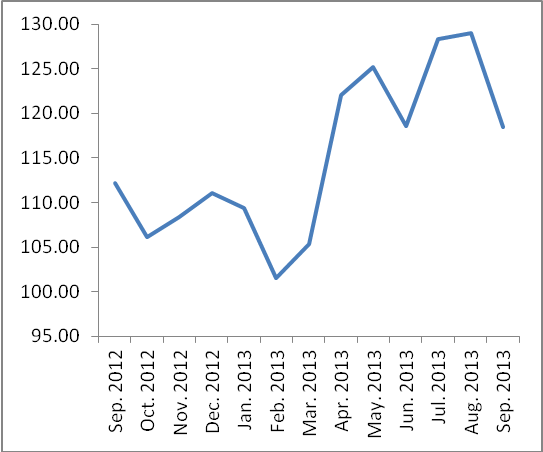 130.00
125.00
120.00
115.00
110.00
105.00
100.00
95.00
Sep. 2012
Oct. 2012
Nov. 2012
Dec. 2012
Jan. 2013
Feb. 2013
Mar. 2013
Apr. 2013
May. 2013
Jun. 2013
Jul. 2013
Aug. 2013
Sep. 2013